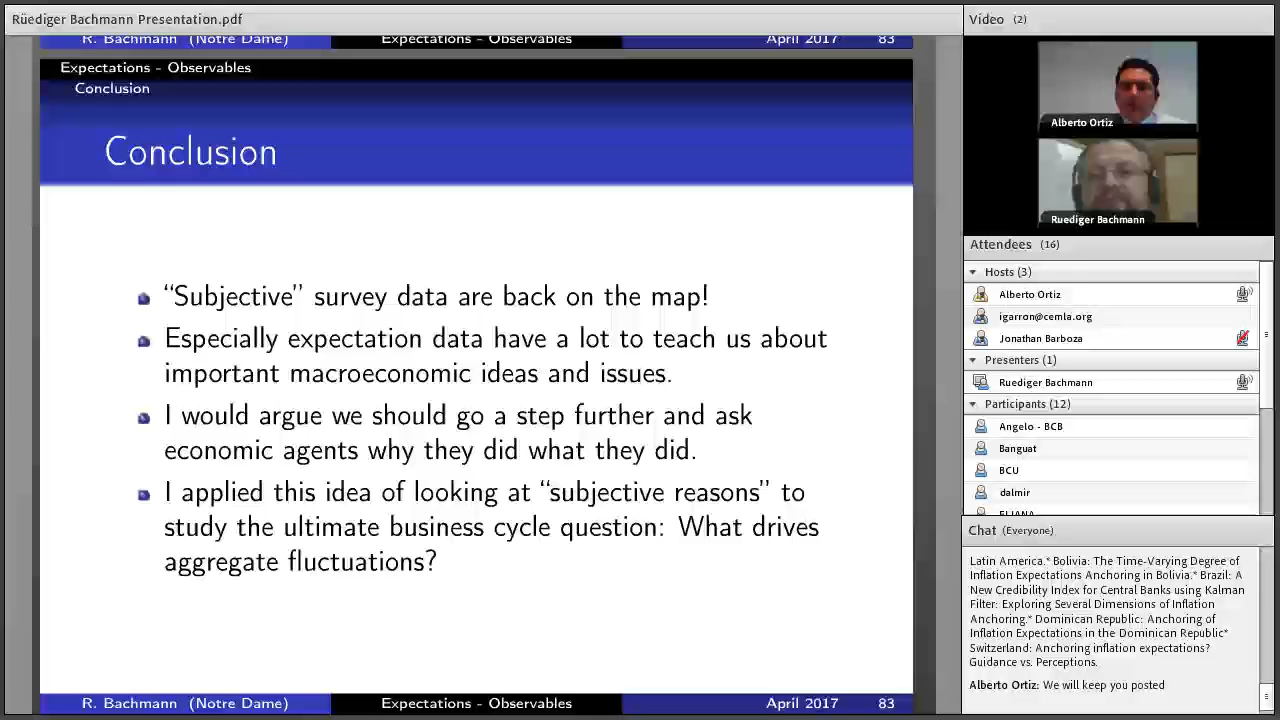 Rüediger Bachmann Presentation.pdf
R. Bachmann (Notre Dame) Expectations - Observables April 2017 83
Expectations - Observables
Conclusion
Conclusion
“Subjective” survey data are back on the map!
Especially expectation data have a lot to teach us about
important macroeconomic ideas and issues.
I would argue we should go a step further and ask
economic agents why they did what they did.
I applied this idea of looking at “subjective reasons” to
study the ultimate business cycle question: What drives
aggregate fluctuations?
R. Bachmann (Notre Dame) Expectations - Observables April 2017 83
Video (2)
Alberto Ortiz
Ruediger Bachmann
Attendees (16)
Hosts (3)
Alberto Ortiz
igarron@cemla.org
Jonathan Barboza
Presenters (1)
Ruediger Bachmann
Participants (12)
Angelo - BCB
Banguat
BCU
dalmir
ELIANA
Chat (Everyone)
Latin America.* Bolivia: The Time-Varying Degree of
Inflation Expectations Anchoring in Bolivia.* Brazil: A
New Credibility Index for Central Banks using Kalman
Filter: Exploring Several Dimensions of Inflation
Anchoring.* Dominican Republic: Anchoring of
Inflation Expectations in the Dominican Republic*
Switzerland: Anchoring inflation expectations?
Guidance vs. Perceptions.
Alberto Ortiz: We will keep you posted